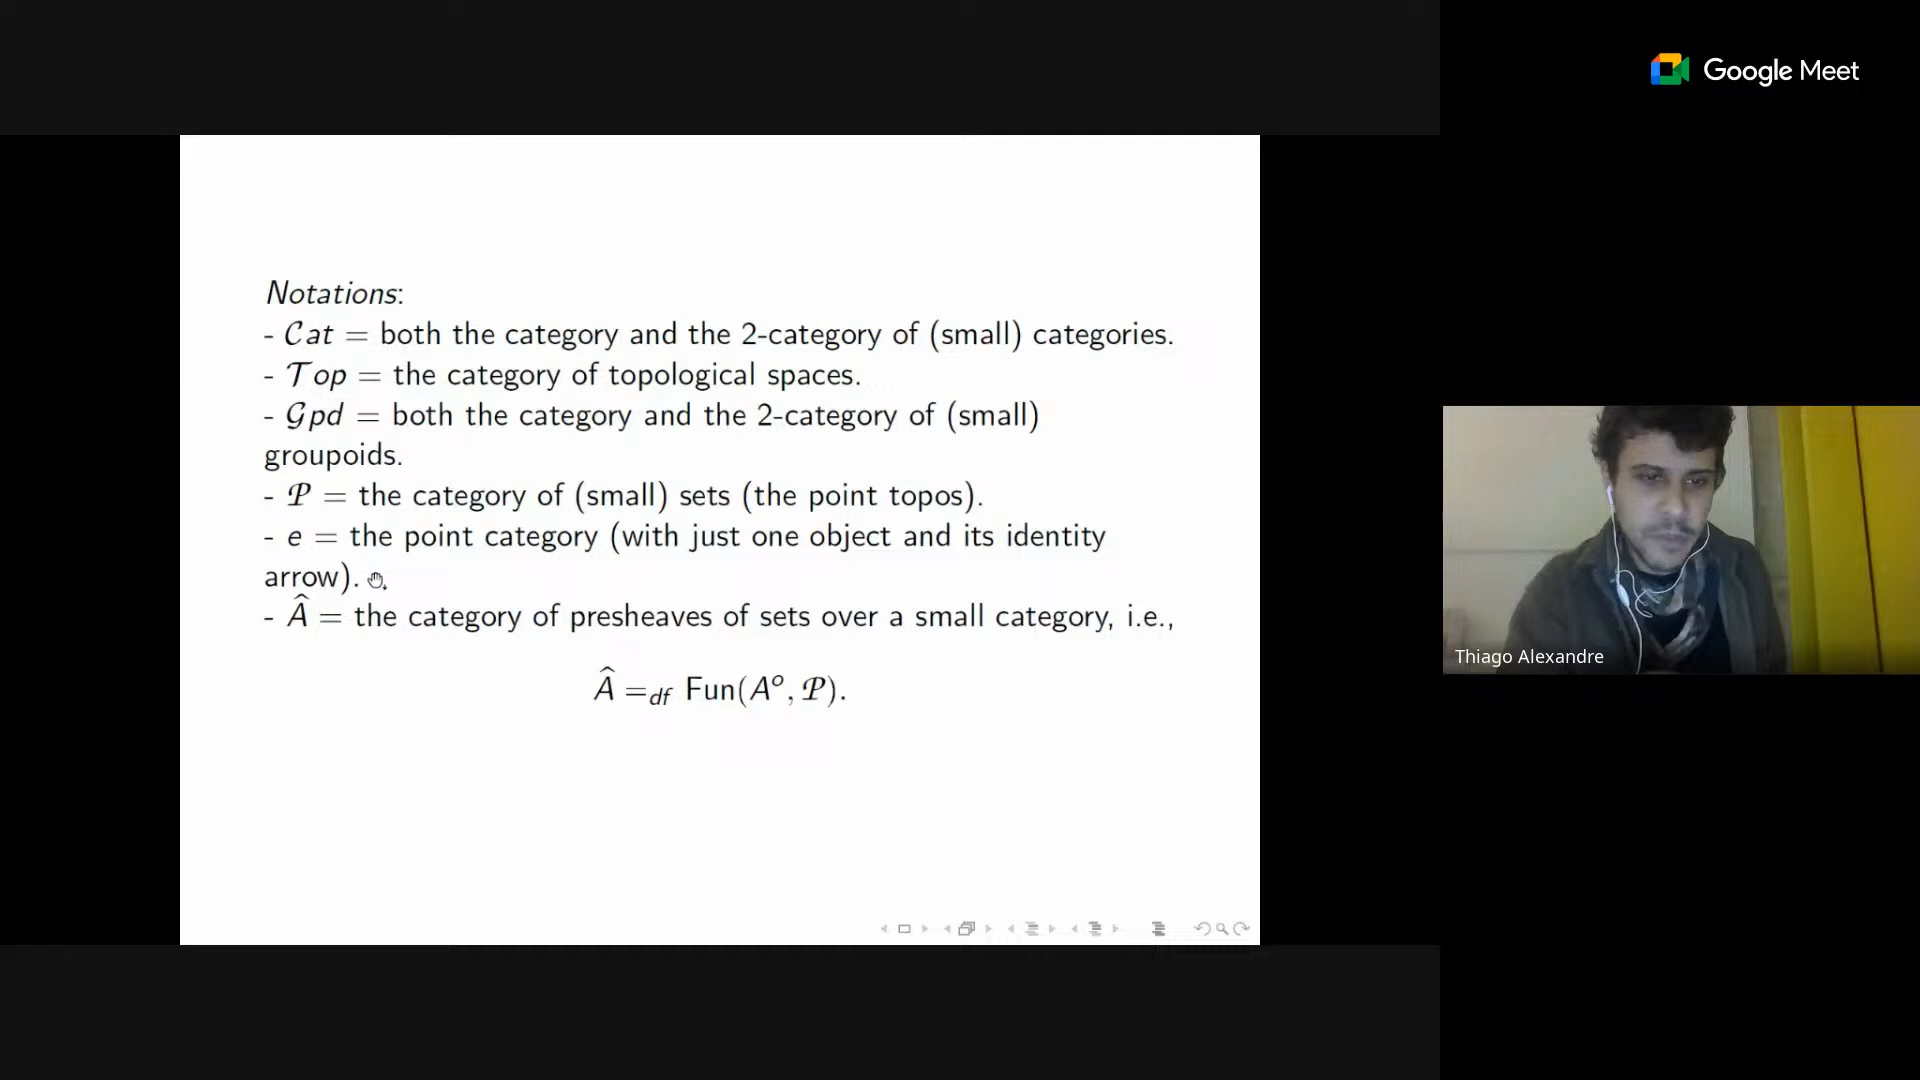 Google Meet
Notations:
- 𝒞at = both the category and the 2-category of (small) categories.
- 𝒯op = the category of topological spaces.
- 𝒢pd = both the category and the 2-category of (small)
groupoids.
- 𝒫 = the category of (small) sets (the point topos).
- e = the point category (with just one object and its identity
arrow).
- Â = the category of presheaves of sets over a small category, i.e.,
Â =df Fun(Aᵒ, 𝒫).
Thiago Alexandre